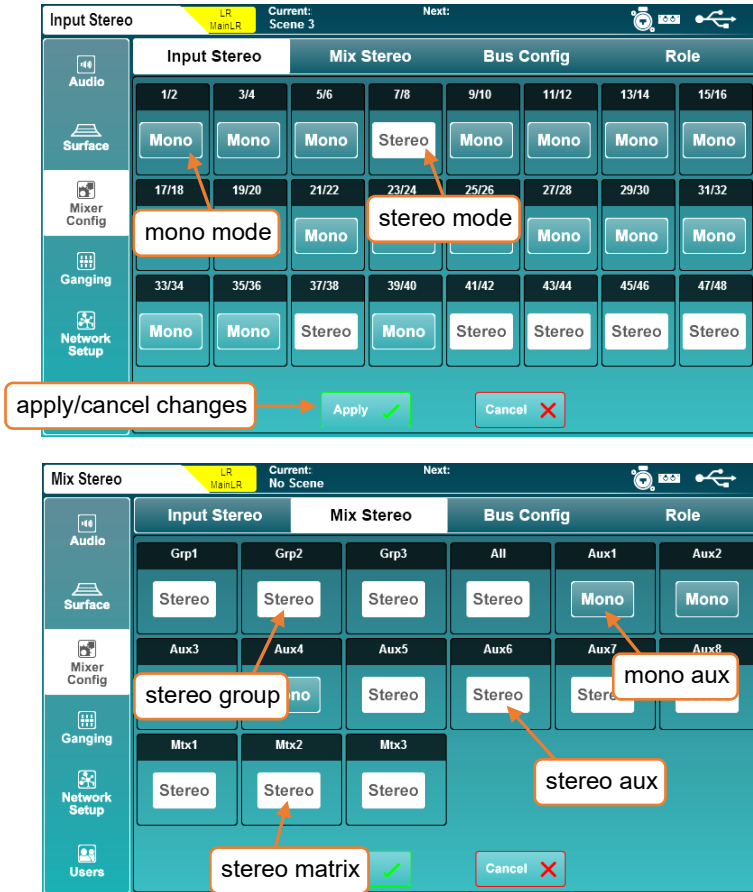 Input Stereo
LR
MainLR
Current:
Scene 3
Next:
Audio
Surface
Mixer
Config
Ganging
Network
Setup
Input Stereo Mix Stereo Bus Config Role
1/2 3/4 5/6 7/8 9/10 11/12 13/14 15/16
Mono Mono Mono Stereo Mono Mono Mono Mono
17/18 19/20 21/22 23/24 25/26 27/28 29/30 31/32
mono mode
stereo mode
Mono Mono Mono Mono
33/34 35/36 37/38 39/40 41/42 43/44 45/46 47/48
Mono Mono Stereo Mono Stereo Stereo Stereo Stereo
apply/cancel changes
Apply Cancel
Mix Stereo
LR
MainLR
Current:
No Scene
Next:
Audio
Surface
Mixer
Config
Ganging
Network
Setup
Users
Input Stereo Mix Stereo Bus Config Role
Grp1 Grp2 Grp3 All Aux1 Aux2
Stereo Stereo Stereo Stereo Mono Mono
Aux3 Aux4 Aux5 Aux6 Aux7 Aux8
stereo group
mono aux
Stereo Stereo
Mtx1 Mtx2 Mtx3
Stereo Stereo Stereo
stereo aux
stereo matrix
Cancel